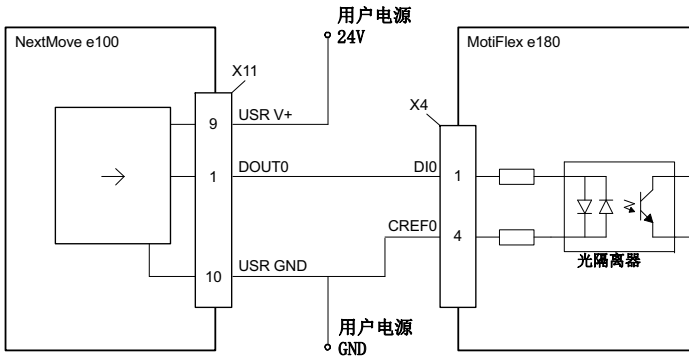 用户电源
24V
NextMove e100
MotiFlex e180
X11
X4
9
USR V+
1
DOUT0
DI0
1
CREF0
4
10
USR GND
光隔离器
用户电源
GND